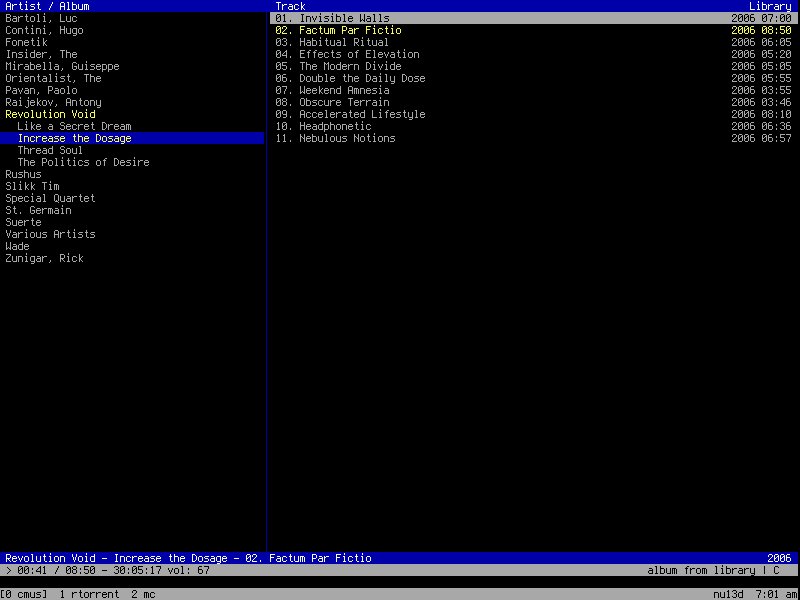 Artist / Album Track Library
Bartoli, Luc 01. Invisible Walls 2006 07:00
Contini, Hugo 02. Factum Par Fictio 2006 08:50
Fonetik 03. Habitual Ritual 2006 06:05
Insider, The 04. Effects of Elevation 2006 05:20
Mirabella, Guiseppe 05. The Modern Divide 2006 05:05
Orientalist, The 06. Double the Daily Dose 2006 05:55
Pavan, Paolo 07. Weekend Amnesia 2006 03:55
Raijekov, Antony 08. Obscure Terrain 2006 03:46
Revolution Void 09. Accelerated Lifestyle 2006 08:10
Like a Secret Dream 10. Headphonetic 2006 06:36
Increase the Dosage 11. Nebulous Notions 2006 06:57
Thread Soul
The Politics of Desire
Rushus
Slikk Tim
Special Quartet
St. Germain
Suerte
Various Artists
Wade
Zunigar, Rick
Revolution Void - Increase the Dosage - 02. Factum Par Fictio 2006
> 00:41 / 08:50 - 30:05:17 vol: 67 album from library | C
[0 cmus] 1 rtorrent 2 mc nu13d 7:01 am